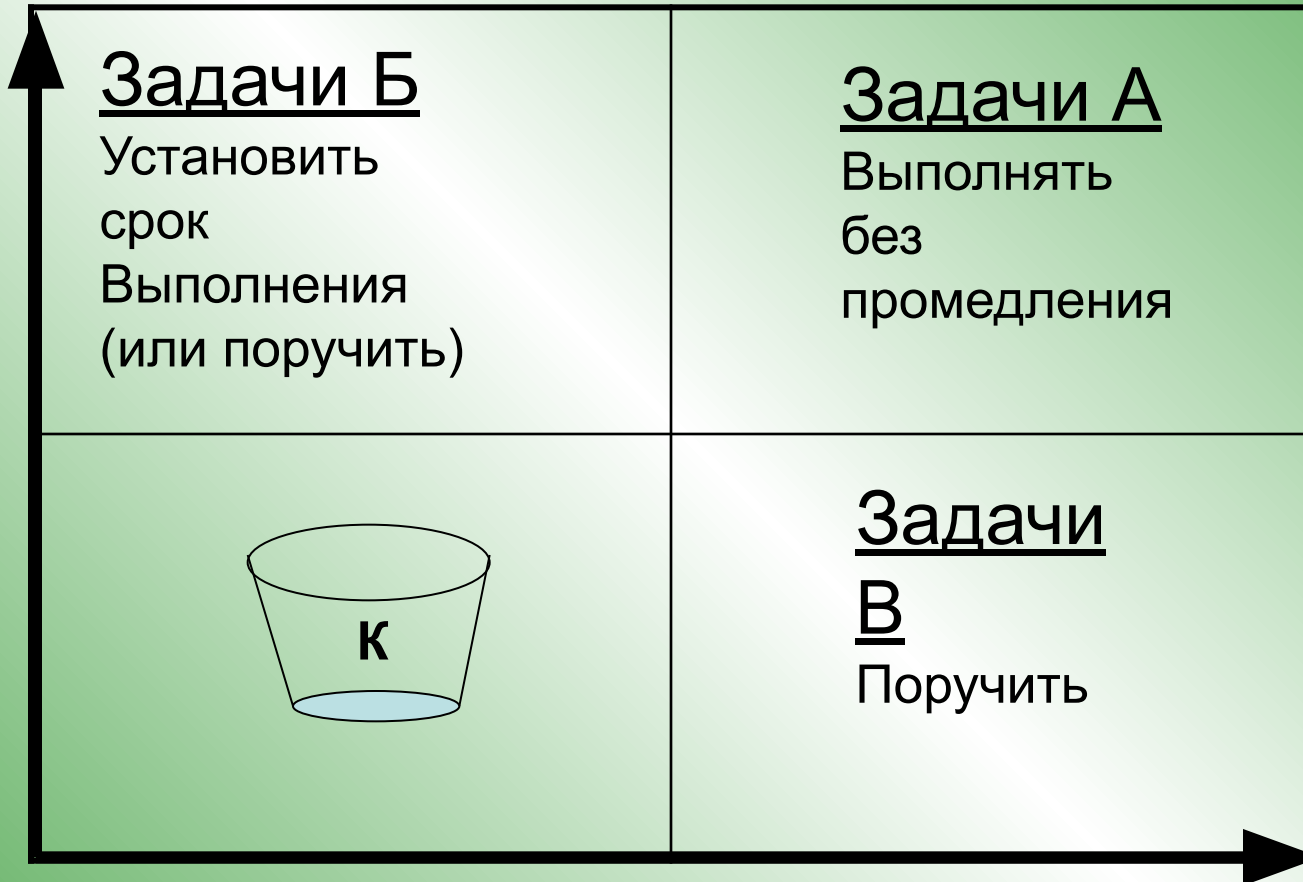 Задачи Б
Установить
срок
Выполнения
(или поручить)
Задачи А
Выполнять
без
промедления
К
Задачи
В
Поручить